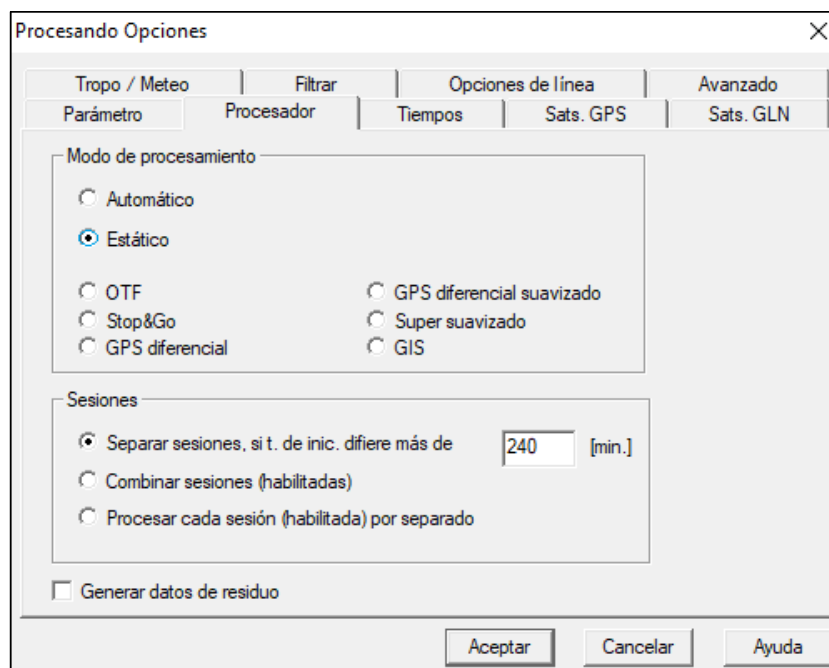 Procesando Opciones
Tropo / Meteo Filtrar Opciones de línea Avanzado
Parámetro Procesador Tiempos Sats. GPS Sats. GLN
Modo de procesamiento
Automático
Estático
OTF GPS diferencial suavizado
Stop&Go Super suavizado
GPS diferencial GIS
Sesiones
Separar sesiones, si t. de inic. difiere más de 240 [min.]
Combinar sesiones (habilitadas)
Procesar cada sesión (habilitada) por separado
Generar datos de residuo
Aceptar Cancelar Ayuda